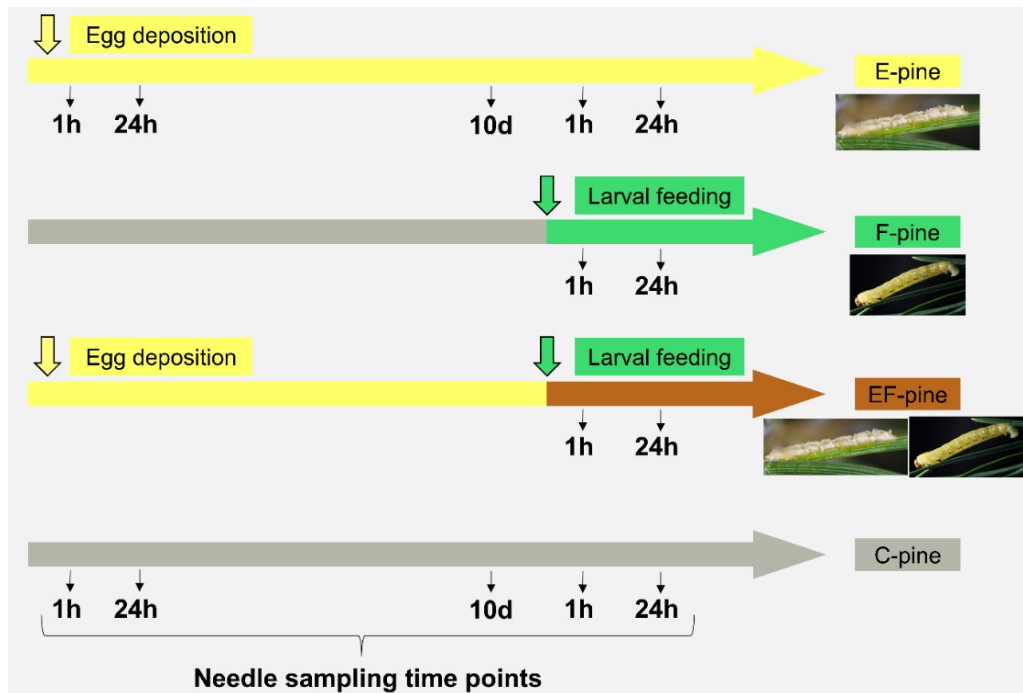 Egg deposition
E-pine
1h 24h 10d 1h 24h
Larval feeding
F-pine
1h 24h
Egg deposition Larval feeding
EF-pine
1h 24h
C-pine
1h 24h 10d 1h 24h
Needle sampling time points